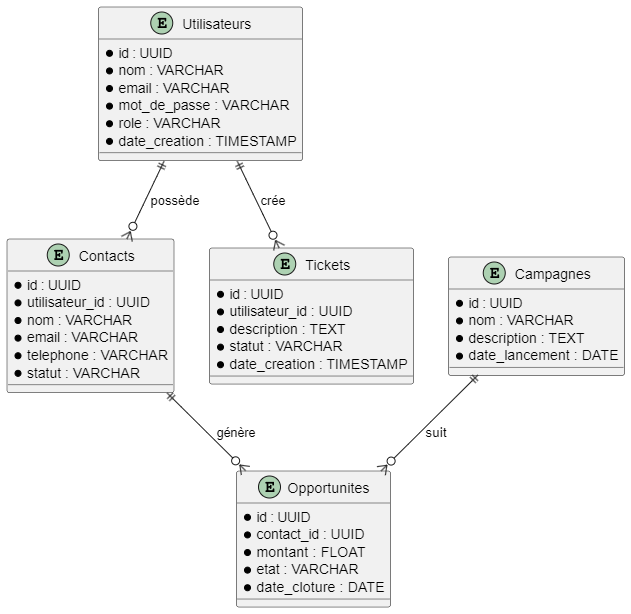 E Utilisateurs
id : UUID
nom : VARCHAR
email : VARCHAR
mot_de_passe : VARCHAR
role : VARCHAR
date_creation : TIMESTAMP
possède
crée
E Contacts
id : UUID
utilisateur_id : UUID
nom : VARCHAR
email : VARCHAR
telephone : VARCHAR
statut : VARCHAR
E Tickets
id : UUID
utilisateur_id : UUID
description : TEXT
statut : VARCHAR
date_creation : TIMESTAMP
E Campagnes
id : UUID
nom : VARCHAR
description : TEXT
date_lancement : DATE
génère
suit
E Opportunites
id : UUID
contact_id : UUID
montant : FLOAT
etat : VARCHAR
date_cloture : DATE